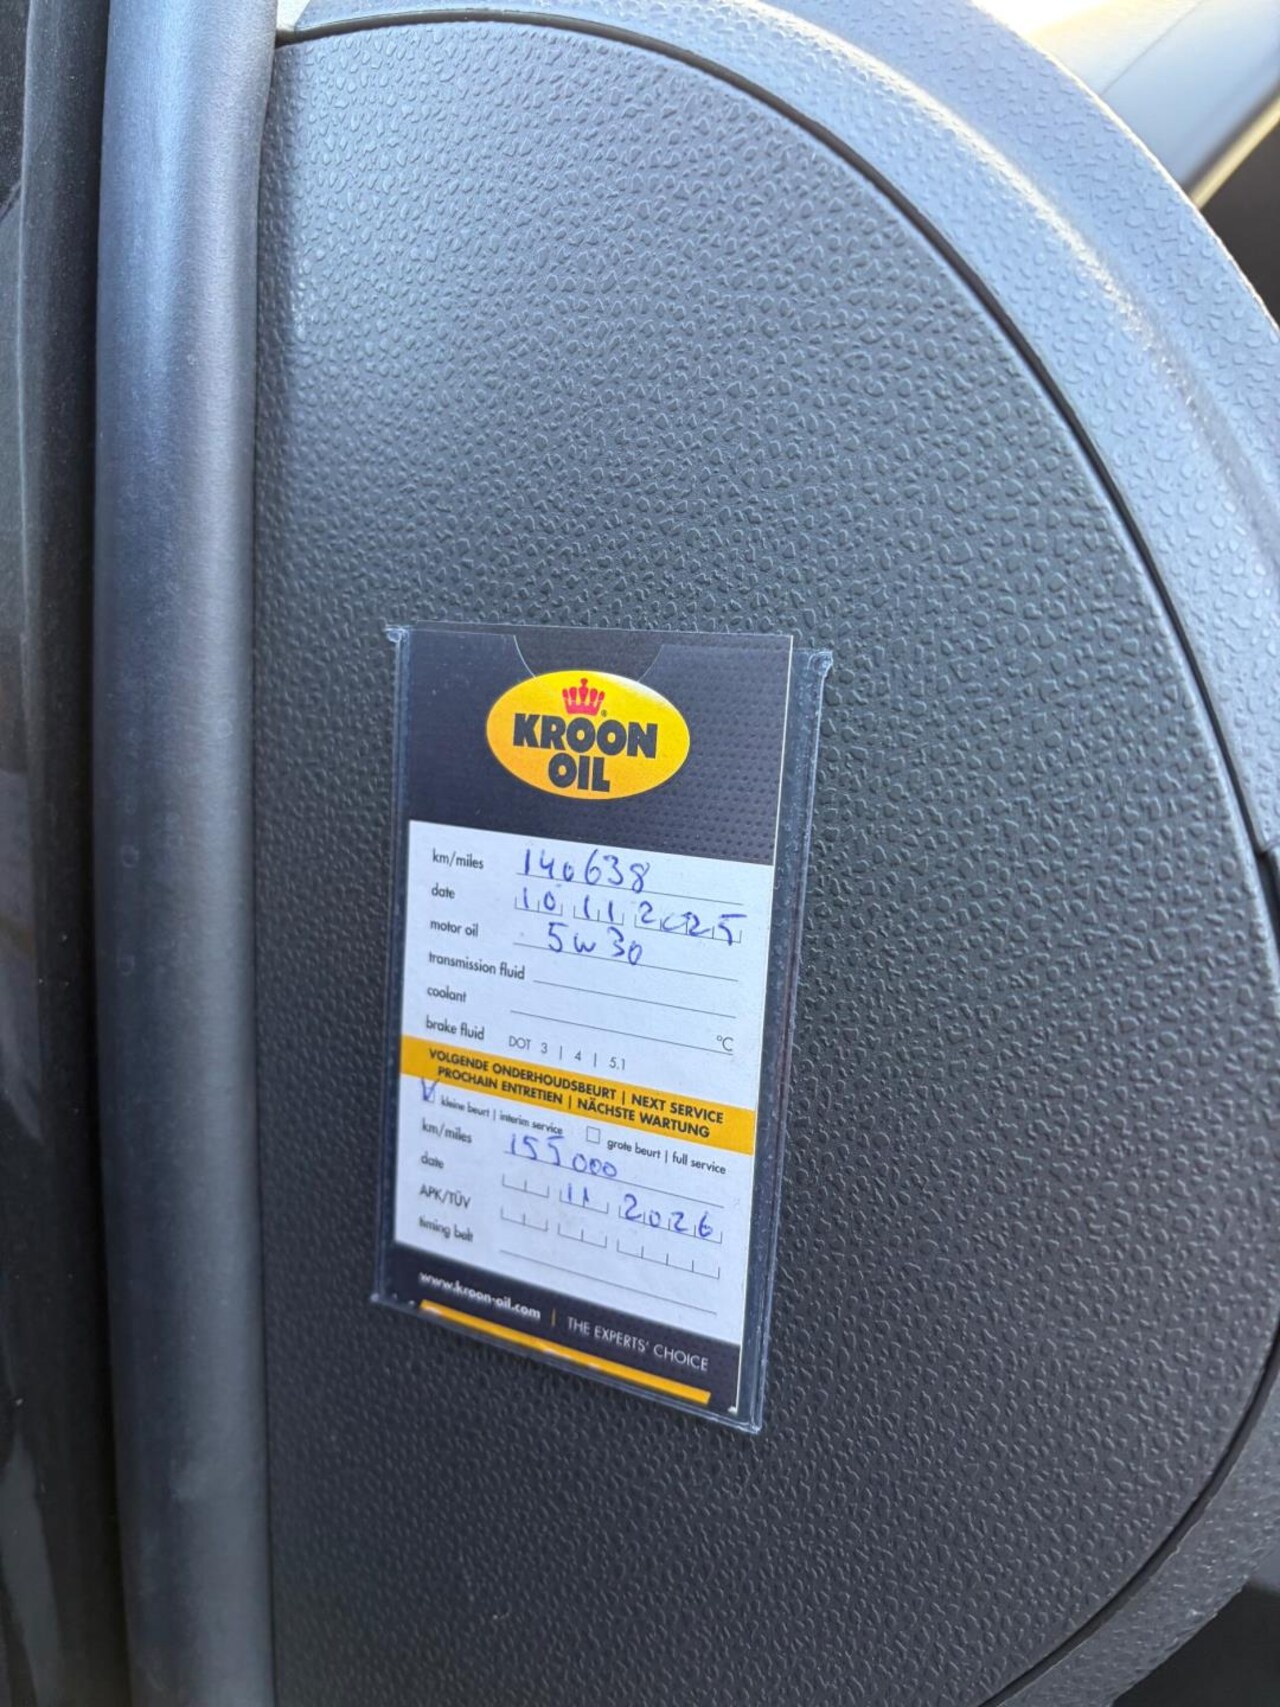 KROON
OIL
km/miles 140638
date 10 11 2025
motor oil 5w30
transmission fluid
coolant °C
brake fluid DOT 3 | 4 | 5.1
VOLGENDE ONDERHOUDSBEURT | NEXT SERVICE
PROCHAIN ENTRETIEN | NÄCHSTE WARTUNG
kleine beurt | interim service grote beurt | full service
km/miles 155000
date 11 2026
APK/TÜV
timing belt
www.kroon-oil.com | THE EXPERTS' CHOICE